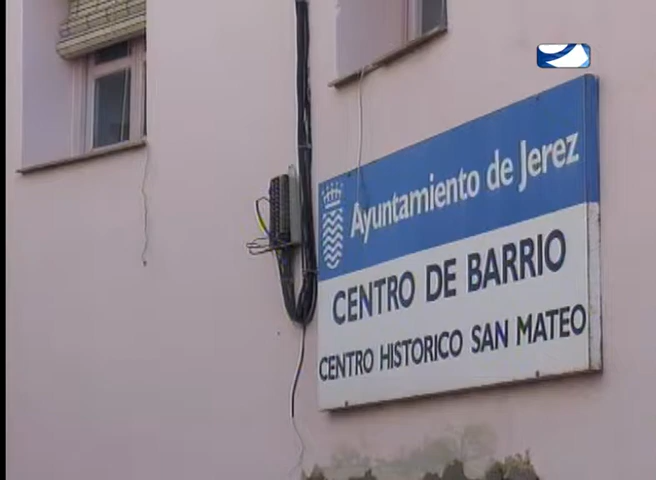 Ayuntamiento de Jerez
CENTRO DE BARRIO
CENTRO HISTORICO SAN MATEO